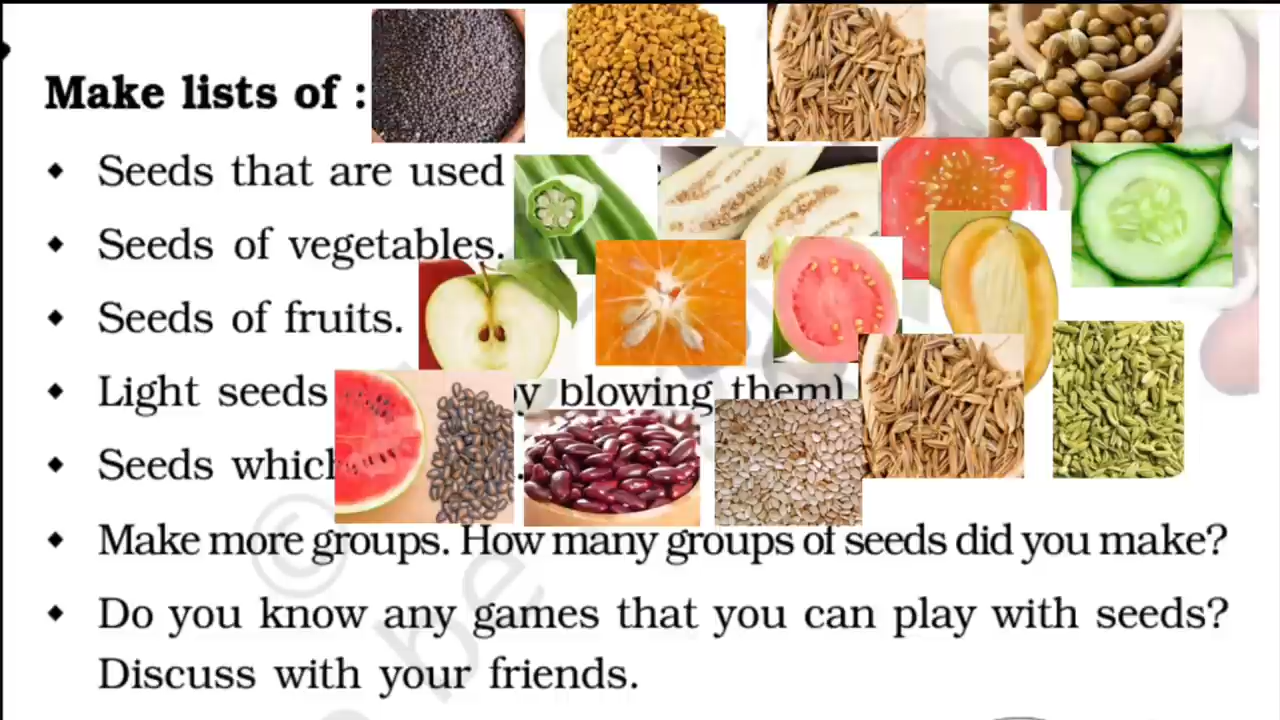 Make lists of :
Seeds that are used
Seeds of vegetables.
Seeds of fruits.
Light seeds by blowing them)
Seeds which
Make more groups. How many groups of seeds did you make?
Do you know any games that you can play with seeds?
Discuss with your friends.